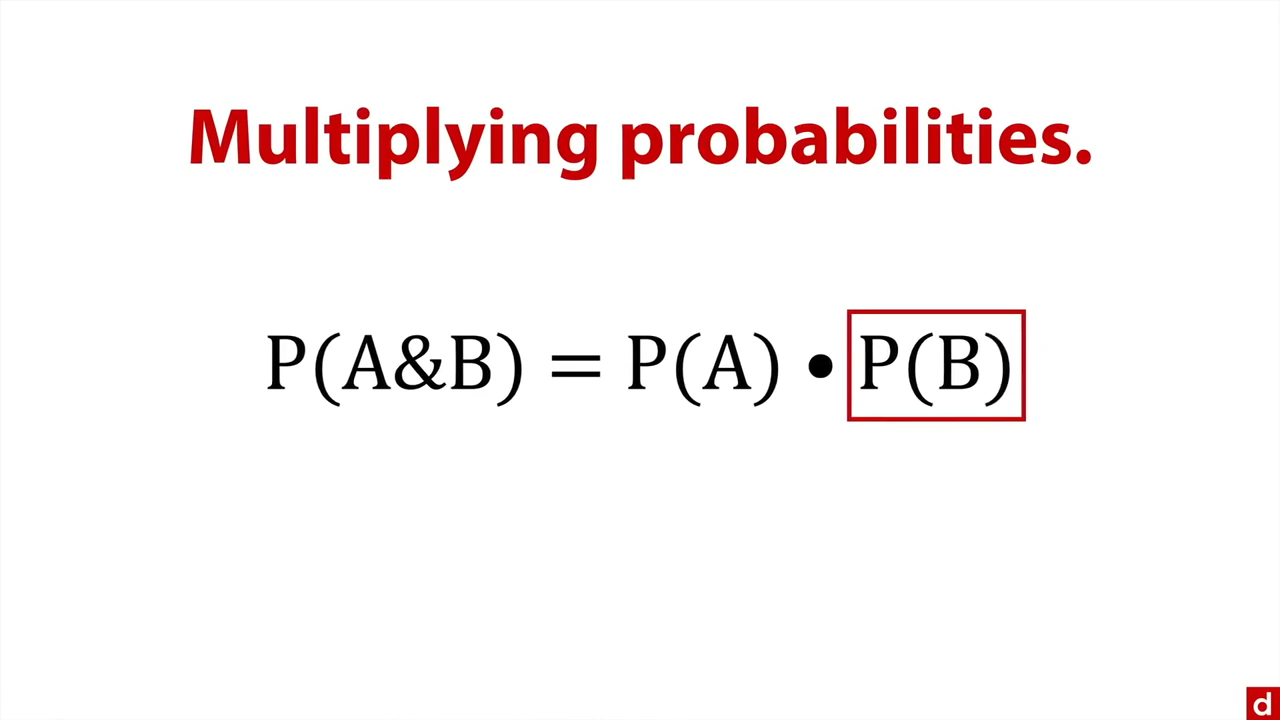 Multiplying probabilities.
P(A&B) = P(A) • P(B)
d